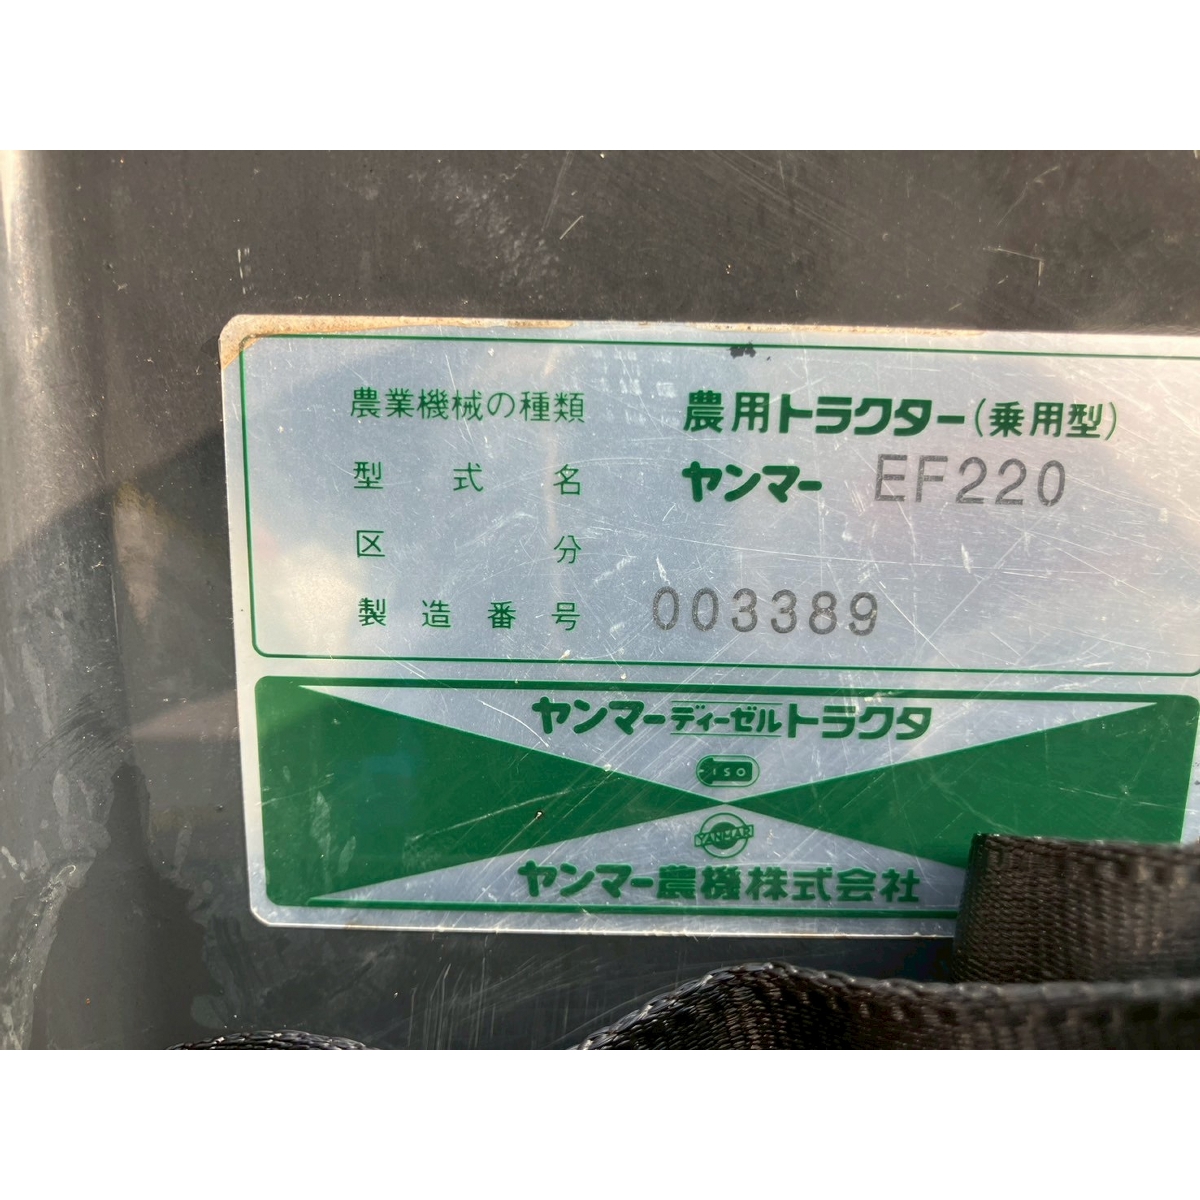 農業機械の種類 農用トラクター(乗用型)
型式名 ヤンマー EF220
区分
製造番号 003389
ヤンマーディーゼルトラクタ
ISO
YANMAR
ヤンマー農機株式会社